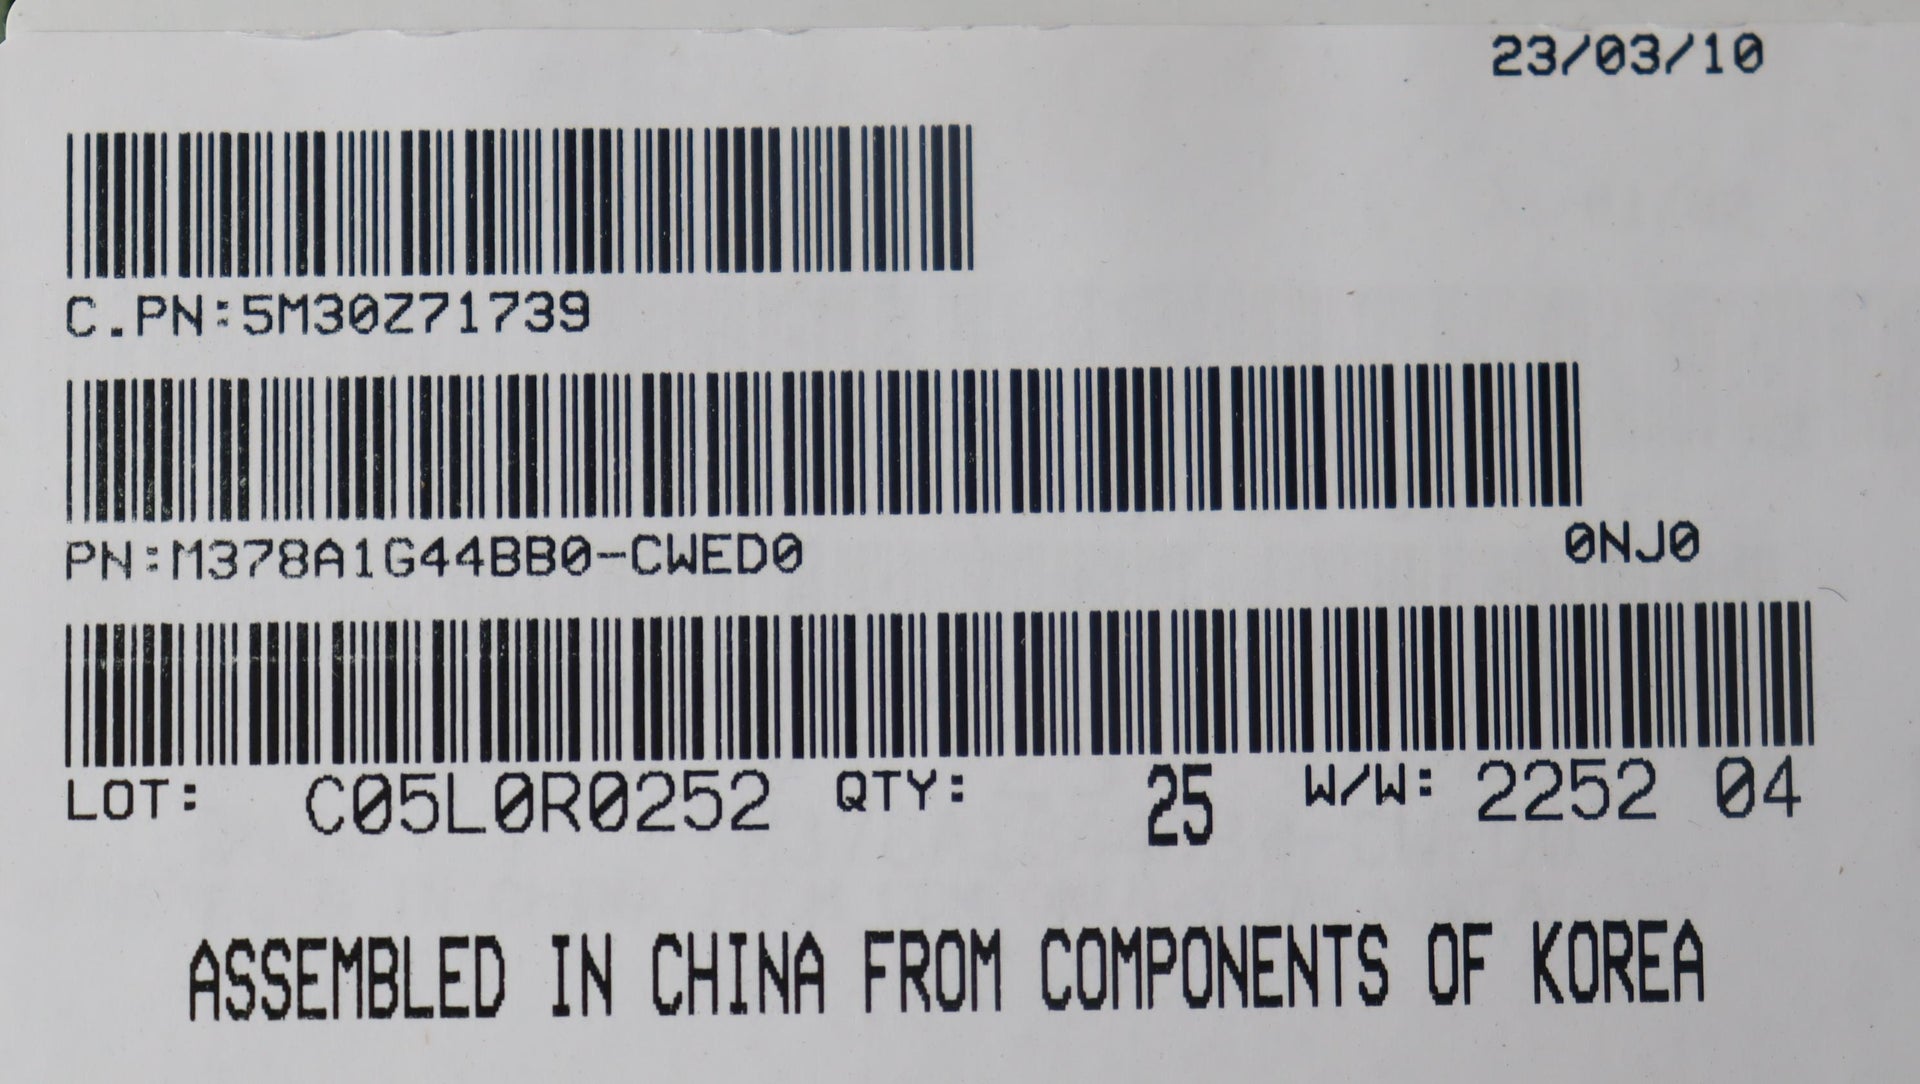 23/03/10
C.PN:5M30Z71739
PN:M378A1G44BB0-CWED0 0NJ0
LOT: C05L0R0252 QTY: 25 W/W: 2252 04
ASSEMBLED IN CHINA FROM COMPONENTS OF KOREA